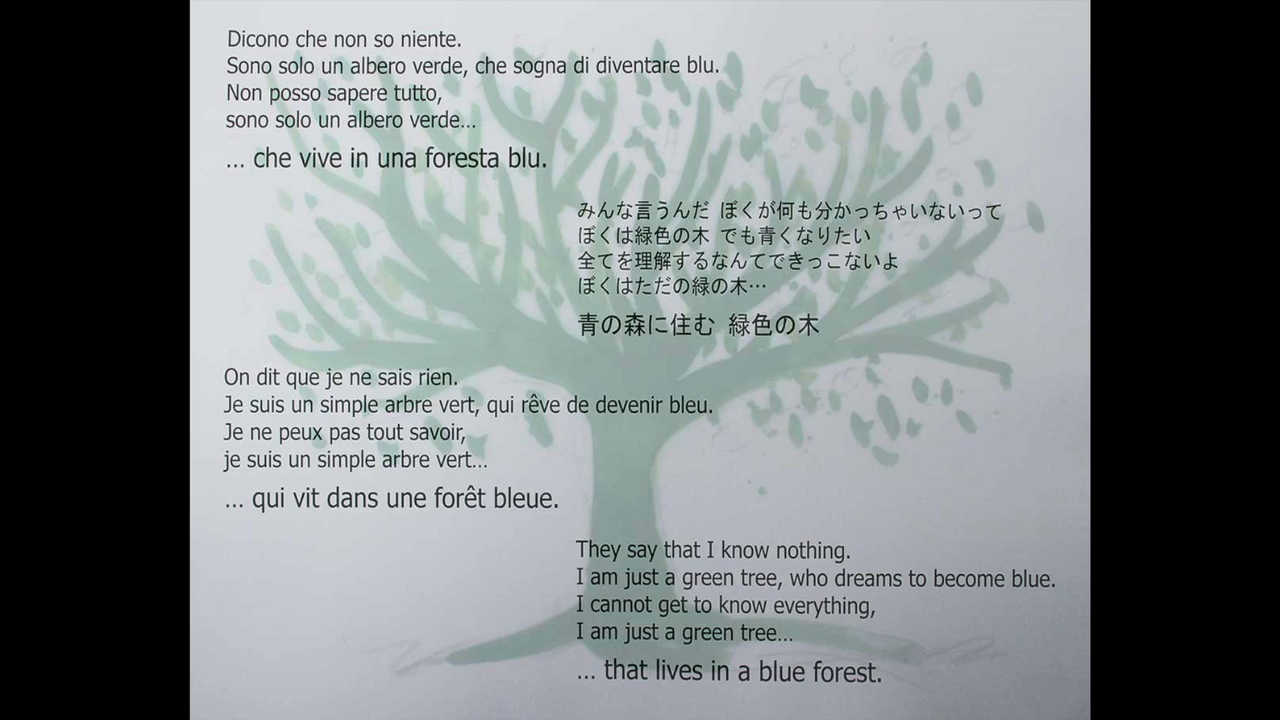 Dicono che non so niente.
Sono solo un albero verde, che sogna di diventare blu.
Non posso sapere tutto,
sono solo un albero verde...
... che vive in una foresta blu.
みんな言うんだ ぼくが何も分かっちゃいないって
ぼくは緑色の木 でも青くなりたい
全てを理解するなんてできっこないよ
ぼくはただの緑の木…
青の森に住む 緑色の木
On dit que je ne sais rien.
Je suis un simple arbre vert, qui rêve de devenir bleu.
Je ne peux pas tout savoir,
je suis un simple arbre vert...
... qui vit dans une forêt bleue.
They say that I know nothing.
I am just a green tree, who dreams to become blue.
I cannot get to know everything,
I am just a green tree...
... that lives in a blue forest.